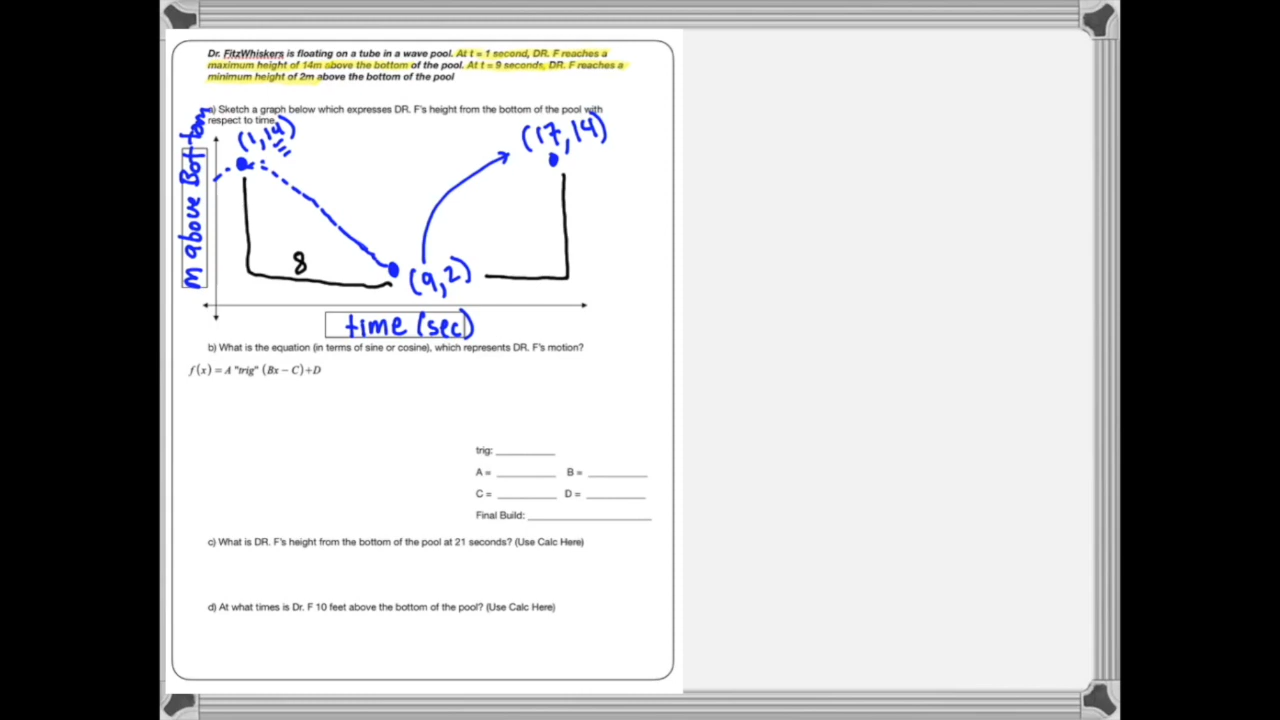 Dr. FitzWhiskers is floating on a tube in a wave pool. At t = 1 second, DR. F reaches a
maximum height of 14m above the bottom of the pool. At t = 9 seconds, DR. F reaches a
minimum height of 2m above the bottom of the pool
a) Sketch a graph below which expresses DR. F's height from the bottom of the pool with
respect to time.
(1,14)
(17,14)
m above Bottom
8
(9,2)
time (sec)
b) What is the equation (in terms of sine or cosine), which represents DR. F's motion?
f(x) = A "trig" (Bx – C)+D
trig:
A = B =
C = D =
Final Build:
c) What is DR. F's height from the bottom of the pool at 21 seconds? (Use Calc Here)
d) At what times is Dr. F 10 feet above the bottom of the pool? (Use Calc Here)